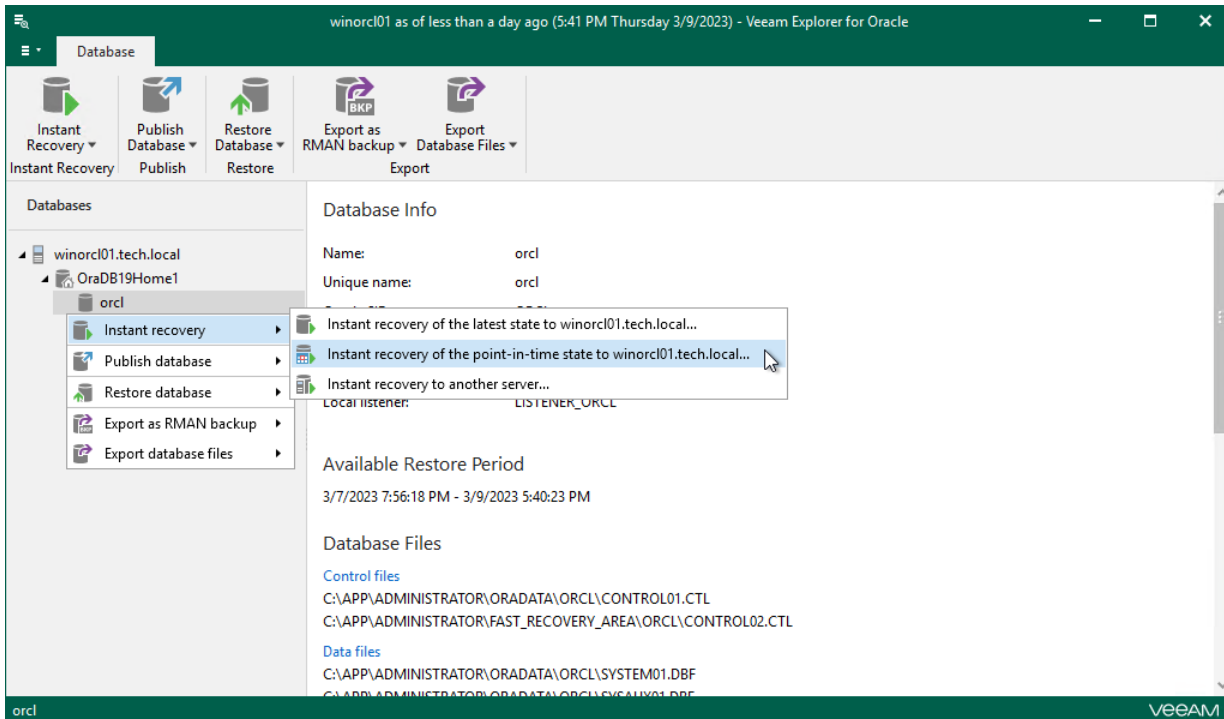 winorcl01 as of less than a day ago (5:41 PM Thursday 3/9/2023) - Veeam Explorer for Oracle
Database
Instant Recovery
Publish Database
Restore Database
Export as RMAN backup
Export Database Files
Instant Recovery
Publish
Restore
Export
Databases
winorcl01.tech.local
OraDB19Home1
orcl
Instant recovery
Publish database
Restore database
Export as RMAN backup
Export database files
Instant recovery of the latest state to winorcl01.tech.local...
Instant recovery of the point-in-time state to winorcl01.tech.local...
Instant recovery to another server...
Database Info
Name: orcl
Unique name: orcl
Local listener: LISTENER_ORCL
Available Restore Period
3/7/2023 7:56:18 PM - 3/9/2023 5:40:23 PM
Database Files
Control files
C:\APP\ADMINISTRATOR\ORADATA\ORCL\CONTROL01.CTL
C:\APP\ADMINISTRATOR\FAST_RECOVERY_AREA\ORCL\CONTROL02.CTL
Data files
C:\APP\ADMINISTRATOR\ORADATA\ORCL\SYSTEM01.DBF
C:\APP\ADMINISTRATOR\ORADATA\ORCL\SYSAUX01.DBF
orcl
veeAM